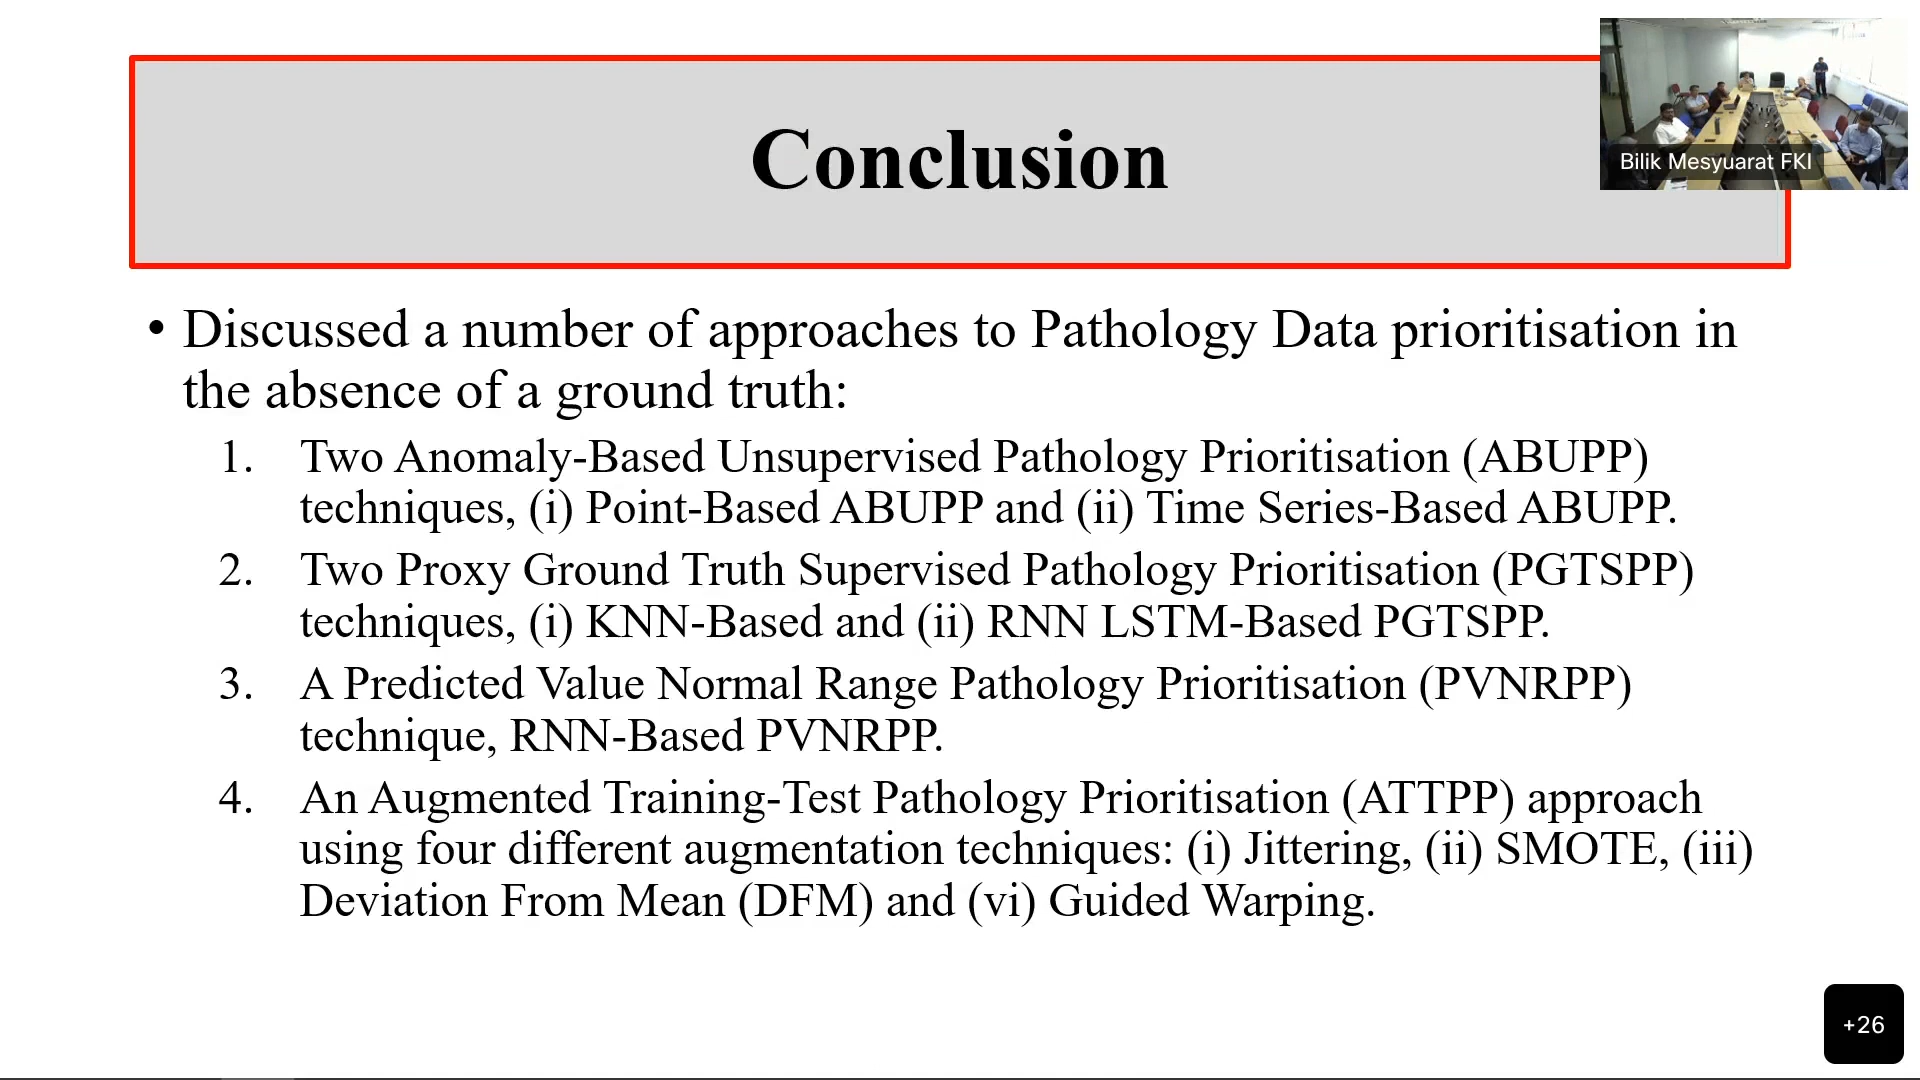 Conclusion
Bilik Mesyuarat FKI
• Discussed a number of approaches to Pathology Data prioritisation in
the absence of a ground truth:
1. Two Anomaly-Based Unsupervised Pathology Prioritisation (ABUPP)
techniques, (i) Point-Based ABUPP and (ii) Time Series-Based ABUPP.
2. Two Proxy Ground Truth Supervised Pathology Prioritisation (PGTSPP)
techniques, (i) KNN-Based and (ii) RNN LSTM-Based PGTSPP.
3. A Predicted Value Normal Range Pathology Prioritisation (PVNRPP)
technique, RNN-Based PVNRPP.
4. An Augmented Training-Test Pathology Prioritisation (ATTPP) approach
using four different augmentation techniques: (i) Jittering, (ii) SMOTE, (iii)
Deviation From Mean (DFM) and (vi) Guided Warping.
+26